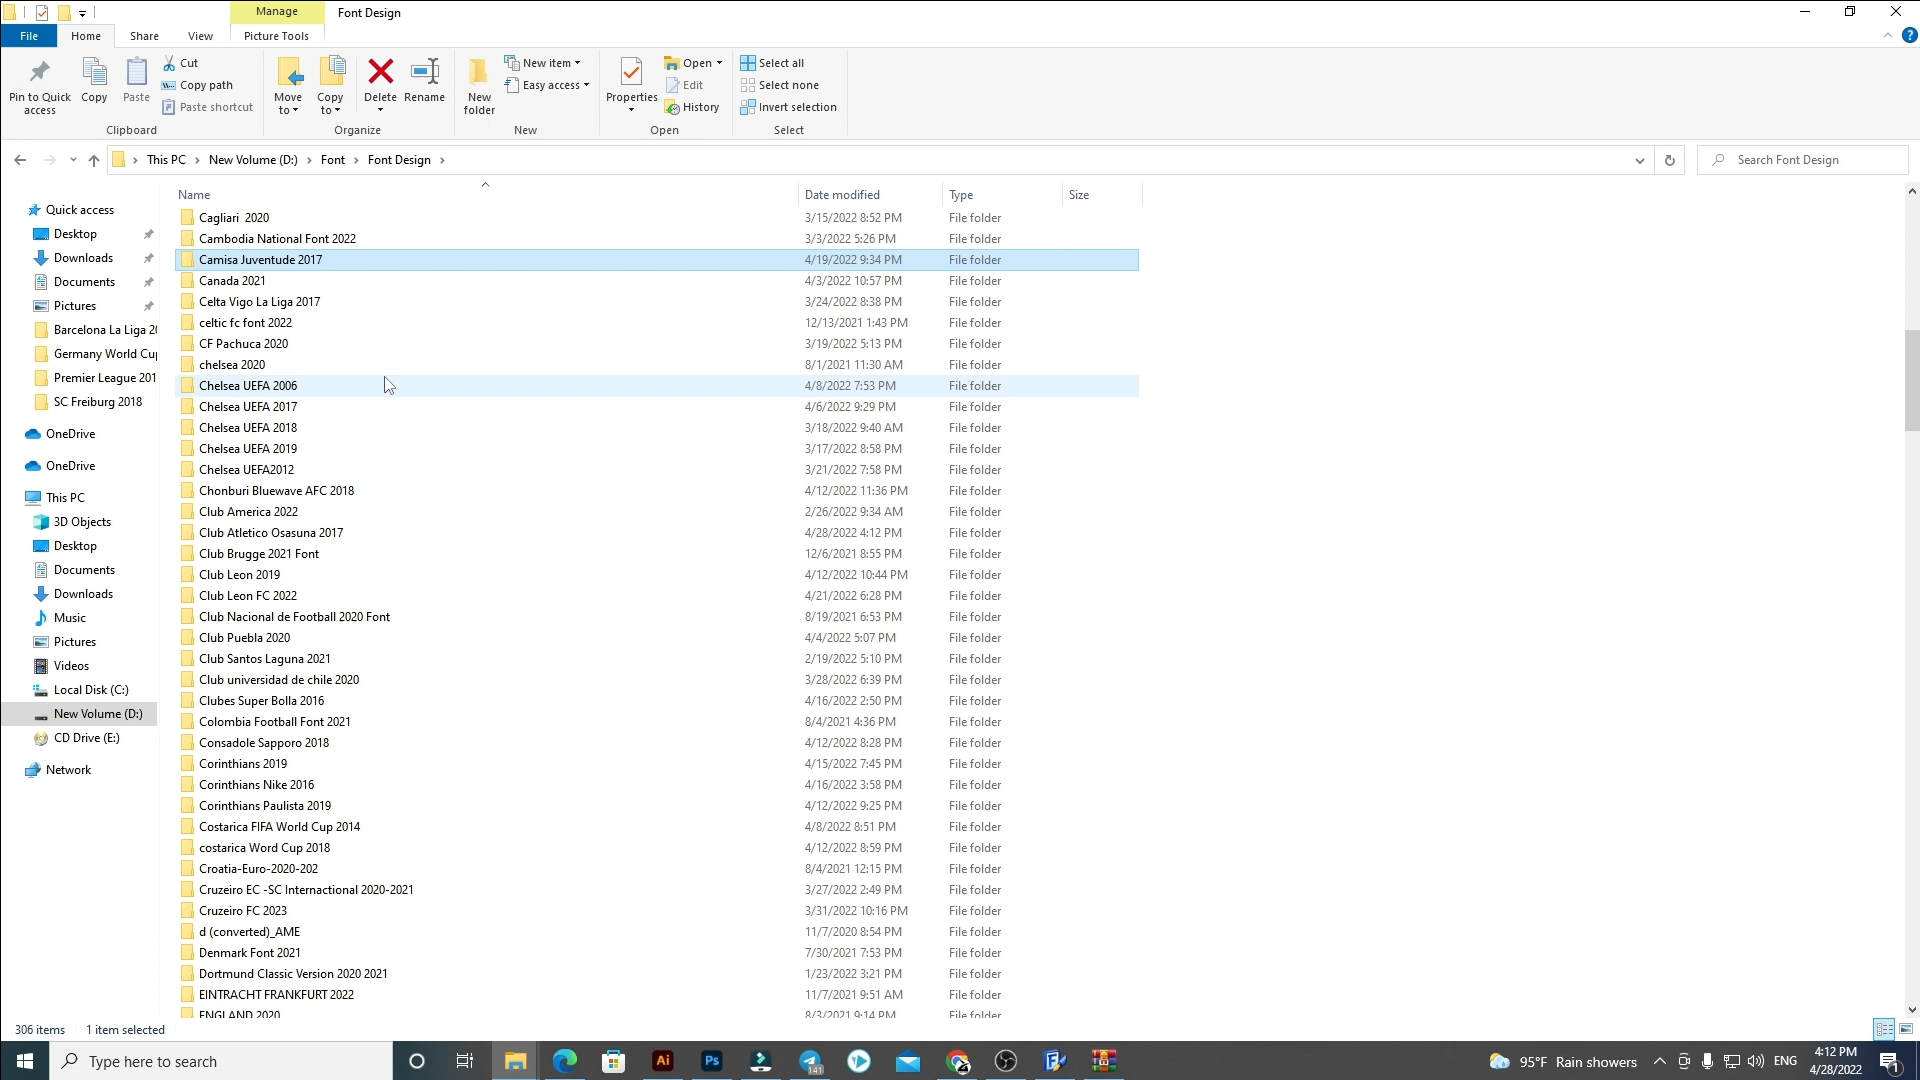 Manage
Font Design
File
Home
Share
View
Picture Tools
Pin to Quick access
Copy
Paste
Cut
Copy path
Paste shortcut
Clipboard
Move to
Copy to
Delete
Rename
Organize
New folder
New item
Easy access
New
Properties
Open
Edit
History
Open
Select all
Select none
Invert selection
Select
This PC
New Volume (D:)
Font
Font Design
Search Font Design
Quick access
Desktop
Downloads
Documents
Pictures
Barcelona La Liga 20
Germany World Cup
Premier League 201
SC Freiburg 2018
OneDrive
OneDrive
This PC
3D Objects
Desktop
Documents
Downloads
Music
Pictures
Videos
Local Disk (C:)
New Volume (D:)
CD Drive (E:)
Network
Name Date modified Type Size
Cagliari  2020 3/15/2022 8:52 PM File folder
Cambodia National Font 2022 3/3/2022 5:26 PM File folder
Camisa Juventude 2017 4/19/2022 9:34 PM File folder
Canada 2021 4/3/2022 10:57 PM File folder
Celta Vigo La Liga 2017 3/24/2022 8:38 PM File folder
celtic fc font 2022 12/13/2021 1:43 PM File folder
CF Pachuca 2020 3/19/2022 5:13 PM File folder
chelsea 2020 8/1/2021 11:30 AM File folder
Chelsea UEFA 2006 4/8/2022 7:53 PM File folder
Chelsea UEFA 2017 4/6/2022 9:29 PM File folder
Chelsea UEFA 2018 3/18/2022 9:40 AM File folder
Chelsea UEFA 2019 3/17/2022 8:58 PM File folder
Chelsea UEFA2012 3/21/2022 7:58 PM File folder
Chonburi Bluewave AFC 2018 4/12/2022 11:36 PM File folder
Club America 2022 2/26/2022 9:34 AM File folder
Club Atletico Osasuna 2017 4/28/2022 4:12 PM File folder
Club Brugge 2021 Font 12/6/2021 8:55 PM File folder
Club Leon 2019 4/12/2022 10:44 PM File folder
Club Leon FC 2022 4/21/2022 6:28 PM File folder
Club Nacional de Football 2020 Font 8/19/2021 6:53 PM File folder
Club Puebla 2020 4/4/2022 5:07 PM File folder
Club Santos Laguna 2021 2/19/2022 5:10 PM File folder
Club universidad de chile 2020 3/28/2022 6:39 PM File folder
Clubes Super Bolla 2016 4/16/2022 2:50 PM File folder
Colombia Football Font 2021 8/4/2021 4:36 PM File folder
Consadole Sapporo 2018 4/12/2022 8:28 PM File folder
Corinthians 2019 4/15/2022 7:45 PM File folder
Corinthians Nike 2016 4/16/2022 3:58 PM File folder
Corinthians Paulista 2019 4/12/2022 9:25 PM File folder
Costarica FIFA World Cup 2014 4/8/2022 8:51 PM File folder
costarica Word Cup 2018 4/12/2022 8:59 PM File folder
Croatia-Euro-2020-202 8/4/2021 12:15 PM File folder
Cruzeiro EC -SC Internactional 2020-2021 3/27/2022 2:49 PM File folder
Cruzeiro FC 2023 3/31/2022 10:16 PM File folder
d (converted)_AME 11/7/2020 8:54 PM File folder
Denmark Font 2021 7/30/2021 7:53 PM File folder
Dortmund Classic Version 2020 2021 1/23/2022 3:21 PM File folder
EINTRACHT FRANKFURT 2022 11/7/2021 9:51 AM File folder
ENGLAND 2020 8/3/2021 9:14 PM File folder
306 items 1 item selected
Type here to search
Ai
Ps
141
95°F Rain showers
ENG
4:12 PM
4/28/2022
1